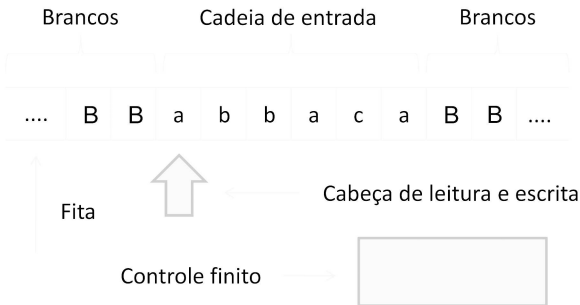 Brancos Cadeia de entrada Brancos
.... B B a b b a c a B B ....
Cabeça de leitura e escrita
Fita
Controle finito